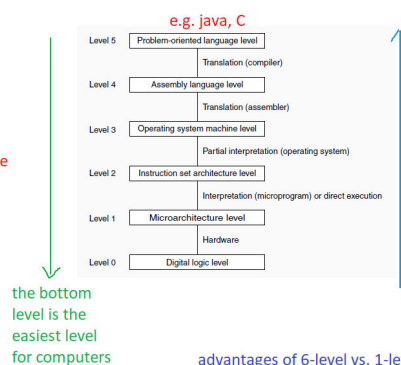 e.g. java, C
Level 5 Problem-oriented language level
Translation (compiler)
Level 4 Assembly language level
Translation (assembler)
Level 3 Operating system machine level
Partial interpretation (operating system)
Level 2 Instruction set architecture level
Interpretation (microprogram) or direct execution
Level 1 Microarchitecture level
Hardware
Level 0 Digital logic level
the bottom
level is the
easiest level
for computers
advantages of 6-level vs. 1-le